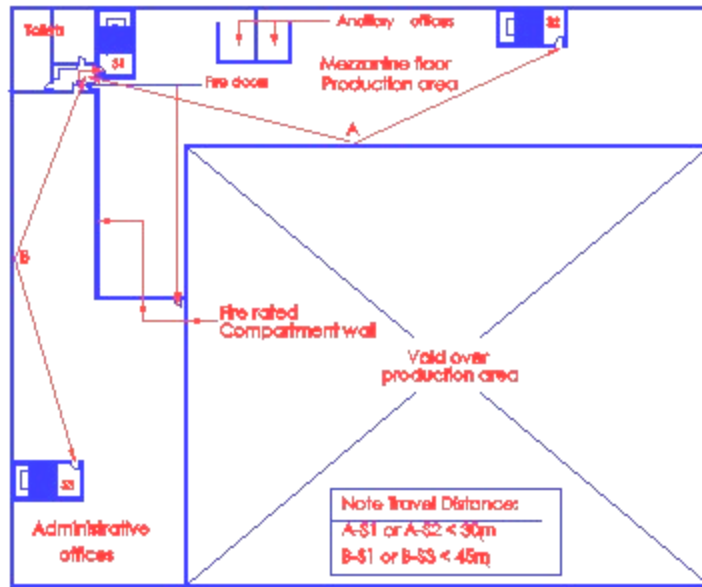 Toilets
Ancillary offices
S2
Mezzanine floor
Production area
S1
Fire doors
A
B
Fire rated
Compartment wall
Void over
production area
S3
Note Travel Distances
A-S1 or A-S2 < 30m
B-S1 or B-S3 < 45m
Administrative
offices